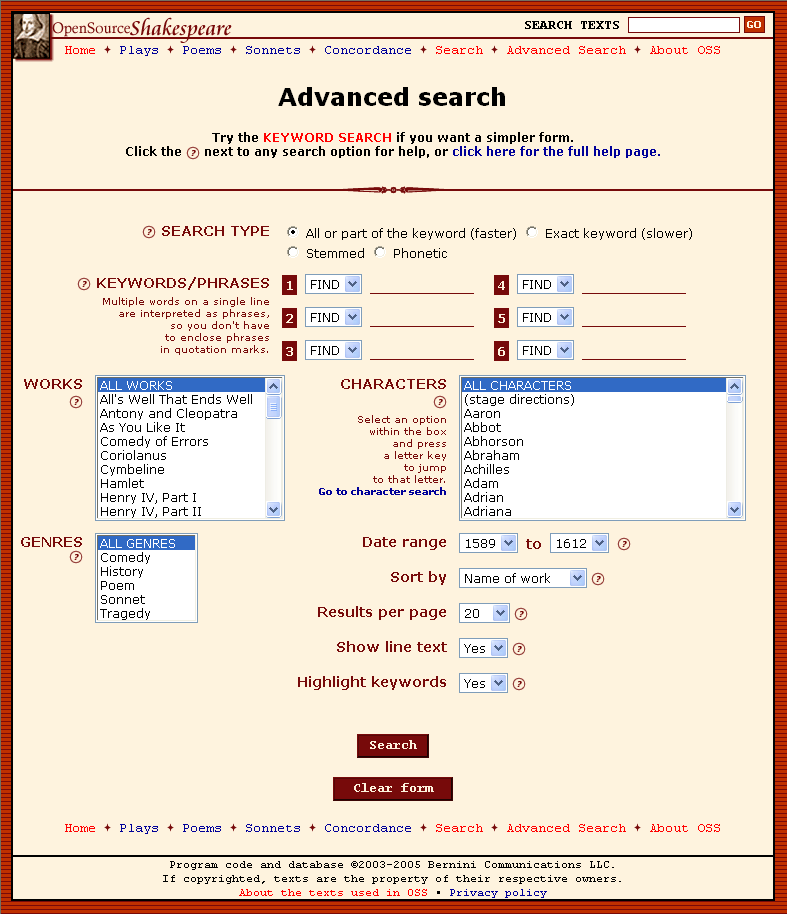 OpenSourceShakespeare SEARCH TEXTS GO
Home ✦ Plays ✦ Poems ✦ Sonnets ✦ Concordance ✦ Search ✦ Advanced Search ✦ About OSS
Advanced search
Try the KEYWORD SEARCH if you want a simpler form.
Click the ? next to any search option for help, or click here for the full help page.
? SEARCH TYPE All or part of the keyword (faster) Exact keyword (slower)
Stemmed Phonetic
? KEYWORDS/PHRASES
Multiple words on a single line
are interpreted as phrases,
so you don't have
to enclose phrases
in quotation marks.
1 FIND 4 FIND
2 FIND 5 FIND
3 FIND 6 FIND
WORKS
?
ALL WORKS
All's Well That Ends Well
Antony and Cleopatra
As You Like It
Comedy of Errors
Coriolanus
Cymbeline
Hamlet
Henry IV, Part I
Henry IV, Part II
CHARACTERS
?
Select an option
within the box
and press
a letter key
to jump
to that letter.
Go to character search
ALL CHARACTERS
(stage directions)
Aaron
Abbot
Abhorson
Abraham
Achilles
Adam
Adrian
Adriana
GENRES
?
ALL GENRES
Comedy
History
Poem
Sonnet
Tragedy
Date range 1589 to 1612 ?
Sort by Name of work ?
Results per page 20 ?
Show line text Yes ?
Highlight keywords Yes ?
Search
Clear form
Home ✦ Plays ✦ Poems ✦ Sonnets ✦ Concordance ✦ Search ✦ Advanced Search ✦ About OSS
Program code and database ©2003-2005 Bernini Communications LLC.
If copyrighted, texts are the property of their respective owners.
About the texts used in OSS • Privacy policy